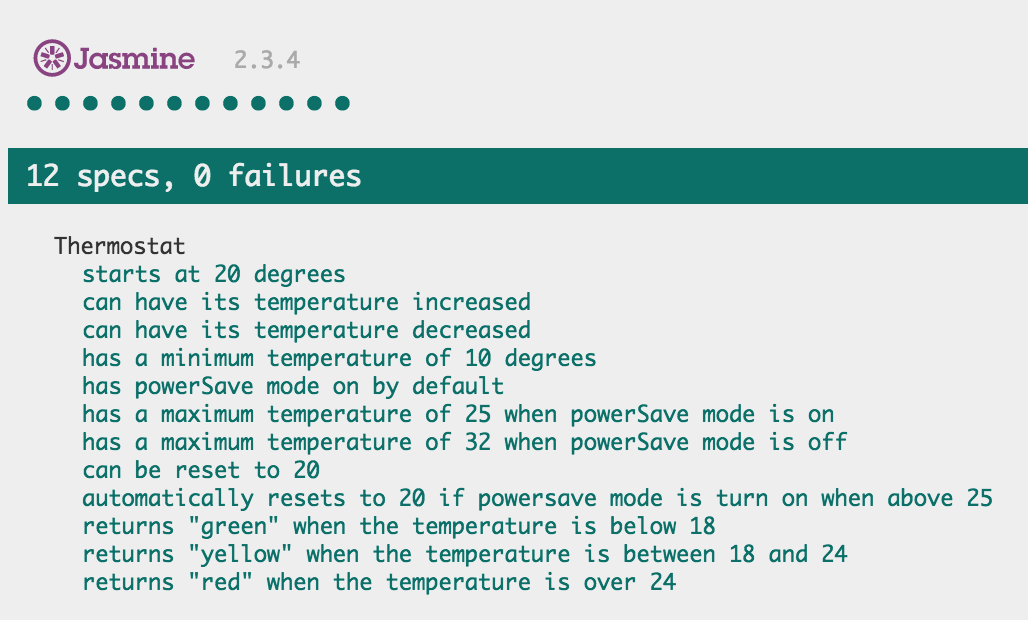 Jasmine 2.3.4
12 specs, 0 failures
Thermostat
starts at 20 degrees
can have its temperature increased
can have its temperature decreased
has a minimum temperature of 10 degrees
has powerSave mode on by default
has a maximum temperature of 25 when powerSave mode is on
has a maximum temperature of 32 when powerSave mode is off
can be reset to 20
automatically resets to 20 if powersave mode is turn on when above 25
returns "green" when the temperature is below 18
returns "yellow" when the temperature is between 18 and 24
returns "red" when the temperature is over 24